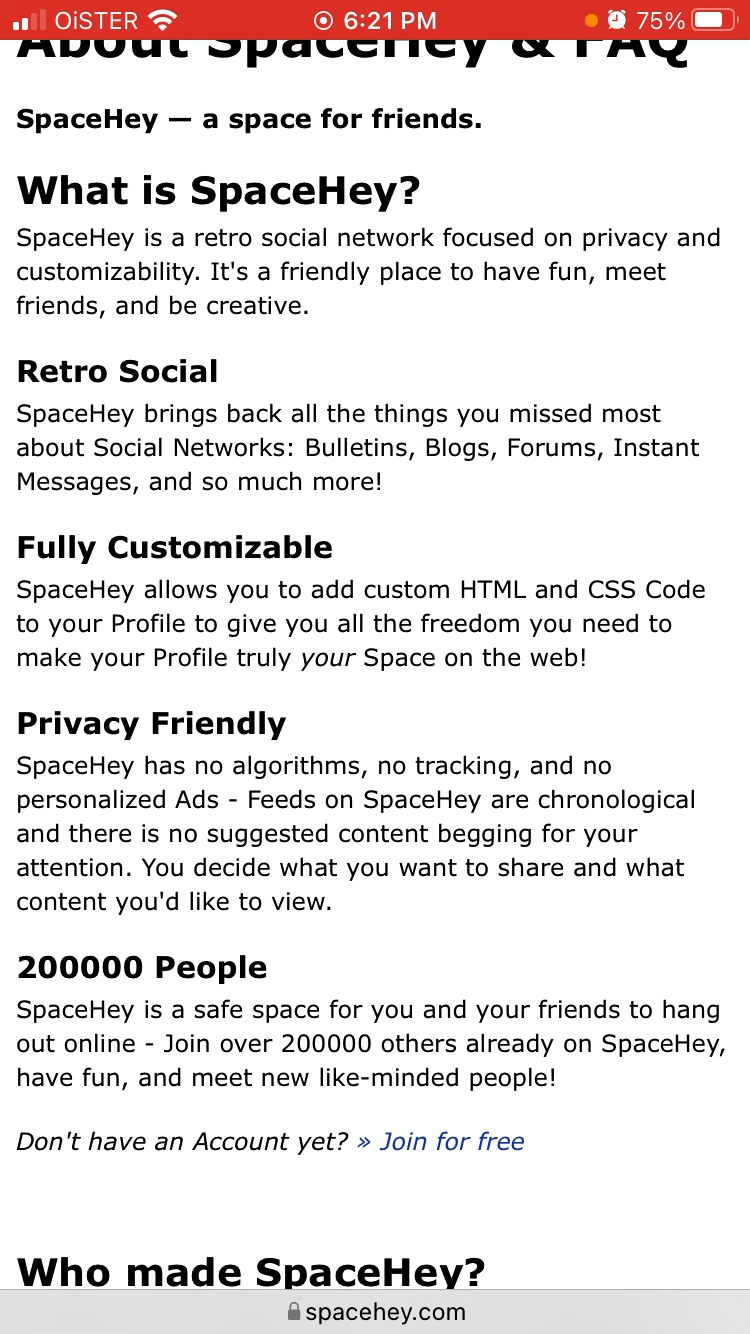 OiSTER 6:21 PM 75%
About SpaceHey & FAQ
SpaceHey — a space for friends.
What is SpaceHey?
SpaceHey is a retro social network focused on privacy and
customizability. It's a friendly place to have fun, meet
friends, and be creative.
Retro Social
SpaceHey brings back all the things you missed most
about Social Networks: Bulletins, Blogs, Forums, Instant
Messages, and so much more!
Fully Customizable
SpaceHey allows you to add custom HTML and CSS Code
to your Profile to give you all the freedom you need to
make your Profile truly your Space on the web!
Privacy Friendly
SpaceHey has no algorithms, no tracking, and no
personalized Ads - Feeds on SpaceHey are chronological
and there is no suggested content begging for your
attention. You decide what you want to share and what
content you'd like to view.
200000 People
SpaceHey is a safe space for you and your friends to hang
out online - Join over 200000 others already on SpaceHey,
have fun, and meet new like-minded people!
Don't have an Account yet? » Join for free
Who made SpaceHey?
spacehey.com